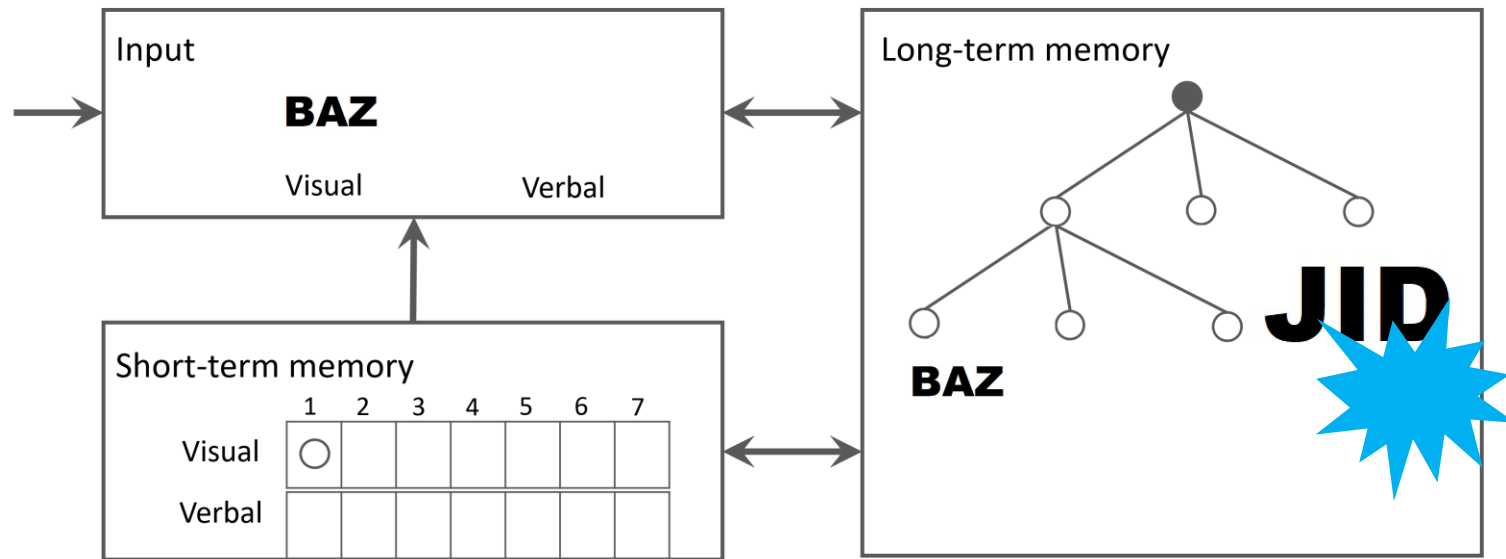 Input
BAZ
Visual Verbal
Short-term memory
1 2 3 4 5 6 7
Visual
Verbal
Long-term memory
JID
BAZ